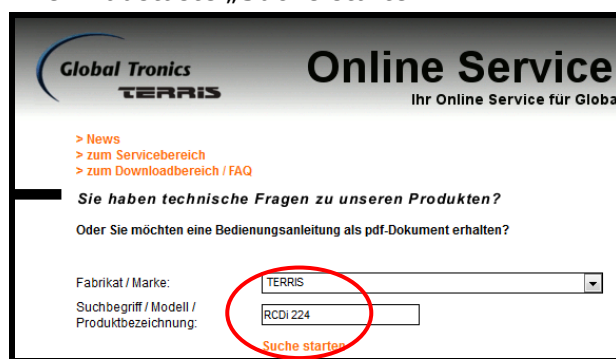 Global Tronics
TERRIS
Online Service
Ihr Online Service für Globa
> News
> zum Servicebereich
> zum Downloadbereich / FAQ
Sie haben technische Fragen zu unseren Produkten?
Oder Sie möchten eine Bedienungsanleitung als pdf-Dokument erhalten?
Fabrikat / Marke:
TERRIS
Suchbegriff / Modell /
Produktbezeichnung:
RCDi 224
Suche starten